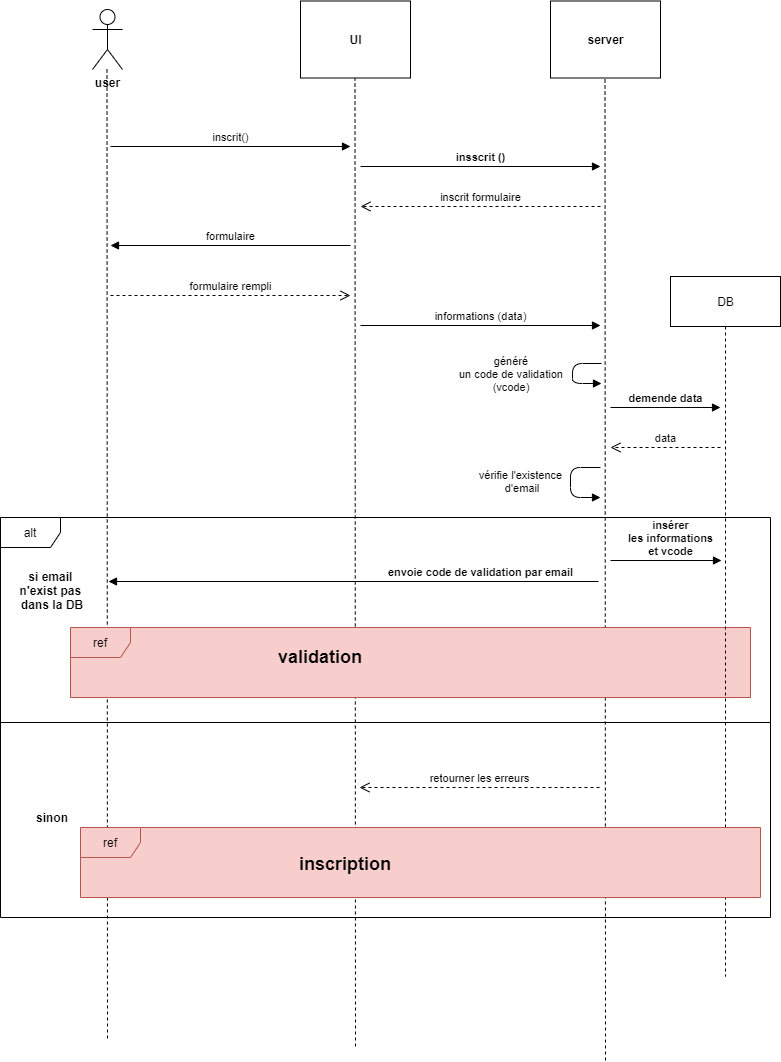 UI
server
user
inscrit()
insscrit ()
inscrit formulaire
formulaire
formulaire rempli
DB
informations (data)
généré
un code de validation
(vcode)
demende data
data
vérifie l'existence
d'email
alt
insérer
les informations
et vcode
envoie code de validation par email
si email
n'exist pas
dans la DB
ref
validation
retourner les erreurs
sinon
ref
inscription